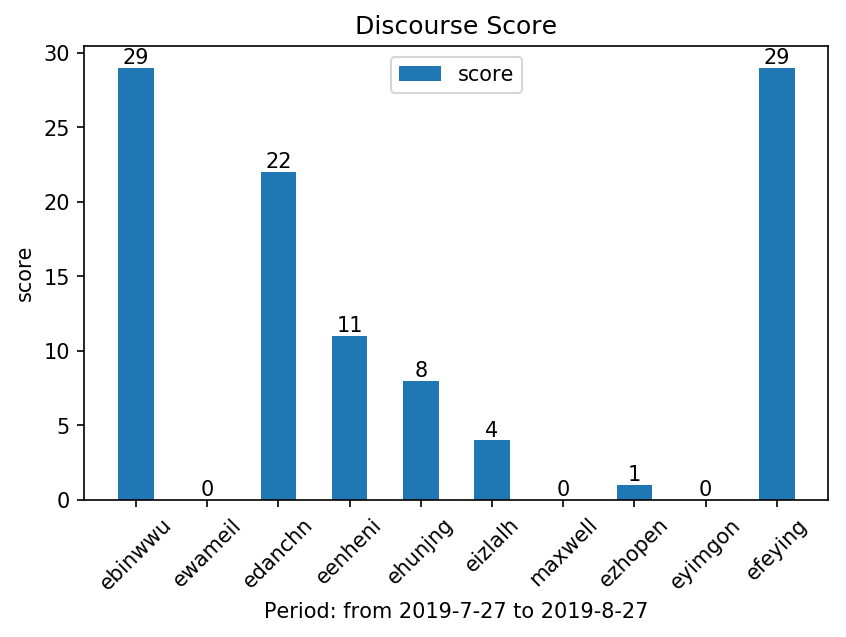 Discourse Score
score
30
25
20
15
10
5
0
score
29
0
22
11
8
4
0
1
0
29
ebinwwu
ewameil
edanchn
eenheni
ehunjng
eizlalh
maxwell
ezhopen
eyimgon
efeying
Period: from 2019-7-27 to 2019-8-27